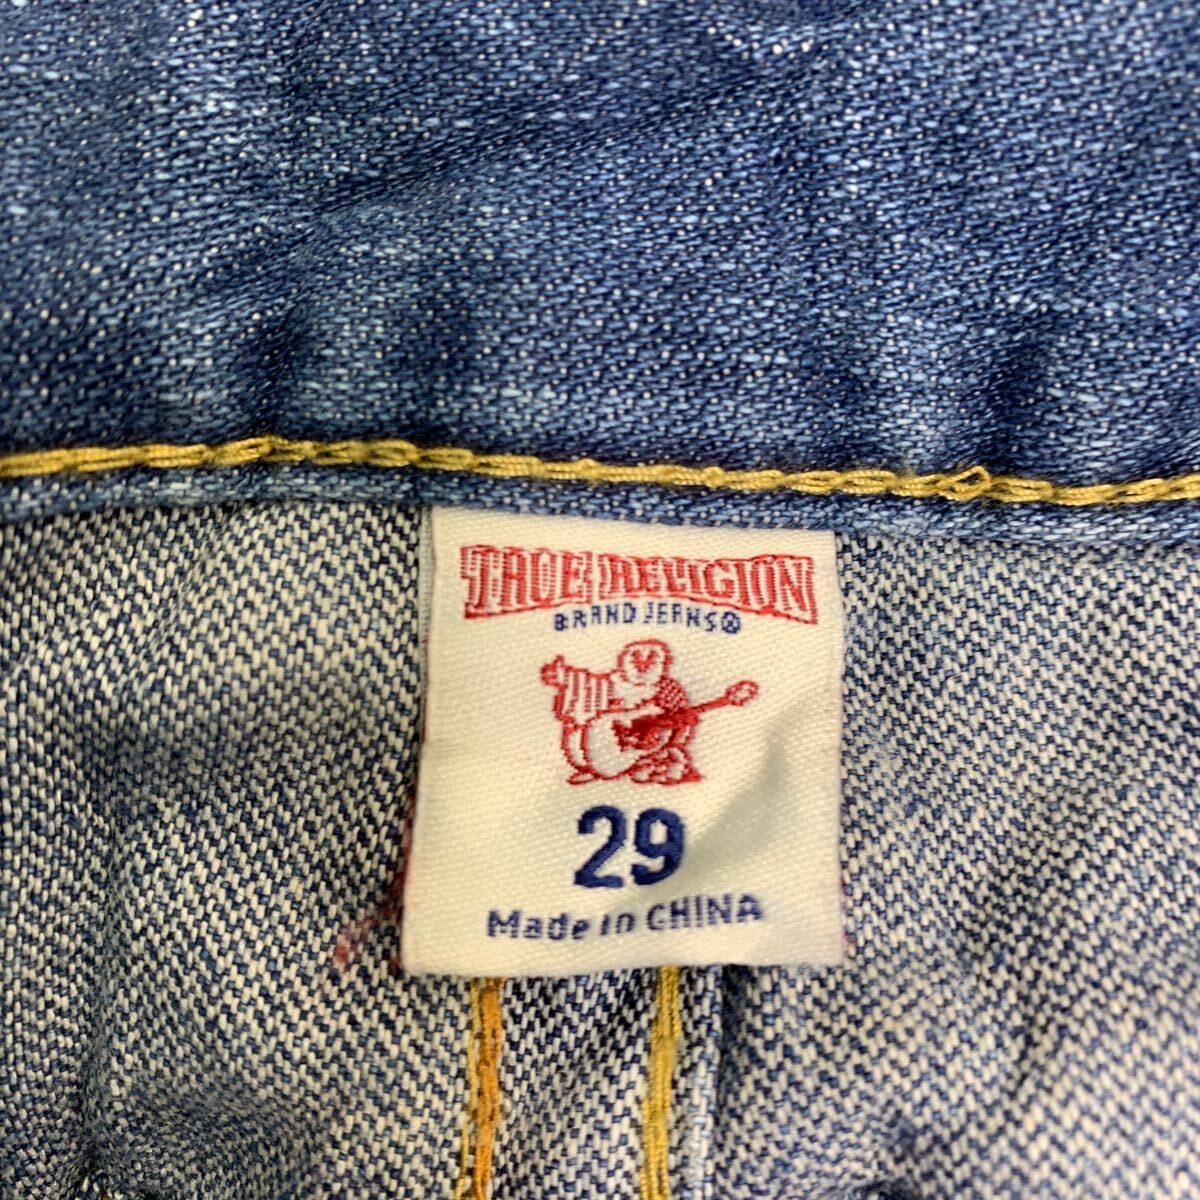 TRUE RELIGION
BRAND JEANS®
29
Made in CHINA